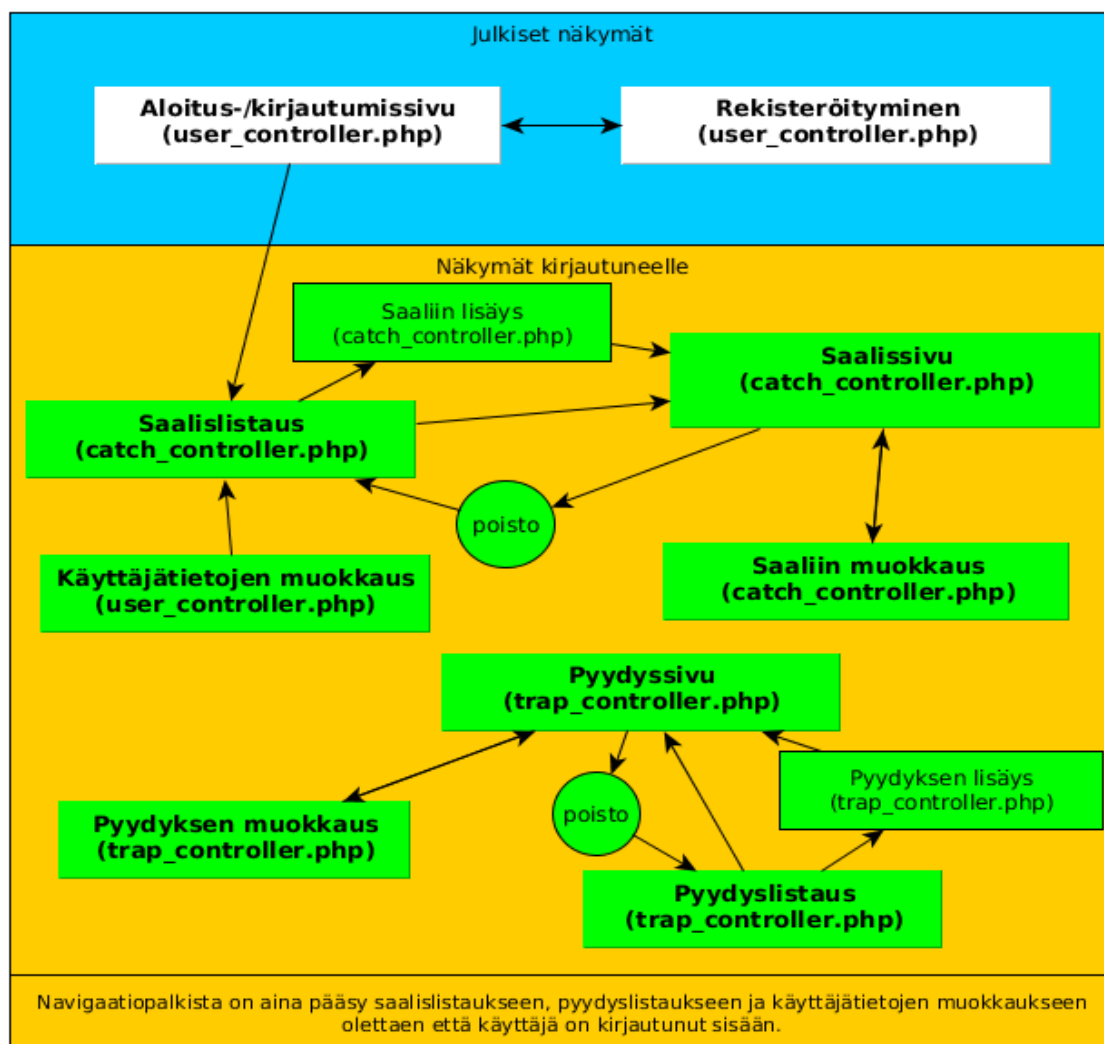 Julkiset näkymät
Aloitus-/kirjautumissivu
(user_controller.php)
Rekisteröityminen
(user_controller.php)
Näkymät kirjautuneelle
Saaliin lisäys
(catch_controller.php)
Saalissivu
(catch_controller.php)
Saalislistaus
(catch_controller.php)
poisto
Käyttäjätietojen muokkaus
(user_controller.php)
Saaliin muokkaus
(catch_controller.php)
Pyydyssivu
(trap_controller.php)
Pyydyksen lisäys
(trap_controller.php)
poisto
Pyydyksen muokkaus
(trap_controller.php)
Pyydyslistaus
(trap_controller.php)
Navigaatiopalkista on aina pääsy saalislistaukseen, pyydyslistaukseen ja käyttäjätietojen muokkaukseen
olettaen että käyttäjä on kirjautunut sisään.